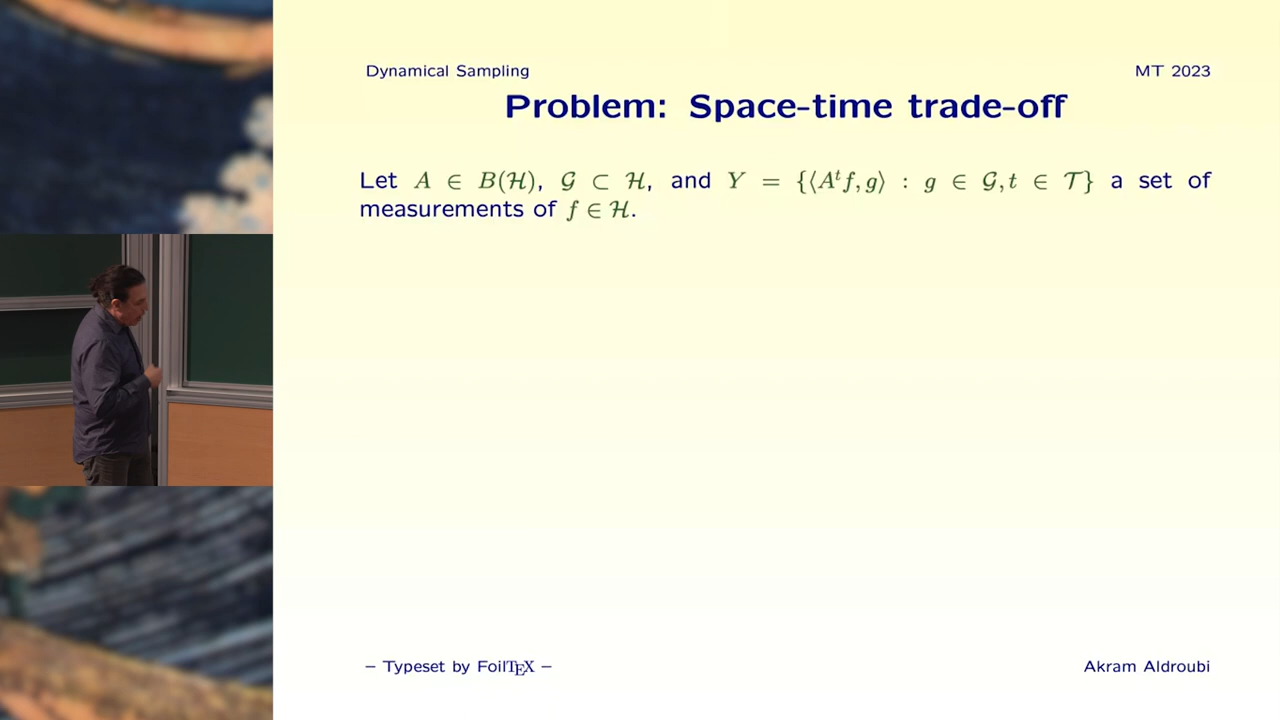 Dynamical Sampling MT 2023
Problem: Space-time trade-off
Let A ∈ B(ℋ), 𝒢 ⊂ ℋ, and Y = {⟨Aᵗf, g⟩ : g ∈ 𝒢, t ∈ 𝒯} a set of
measurements of f ∈ ℋ.
– Typeset by FoilTEX – Akram Aldroubi